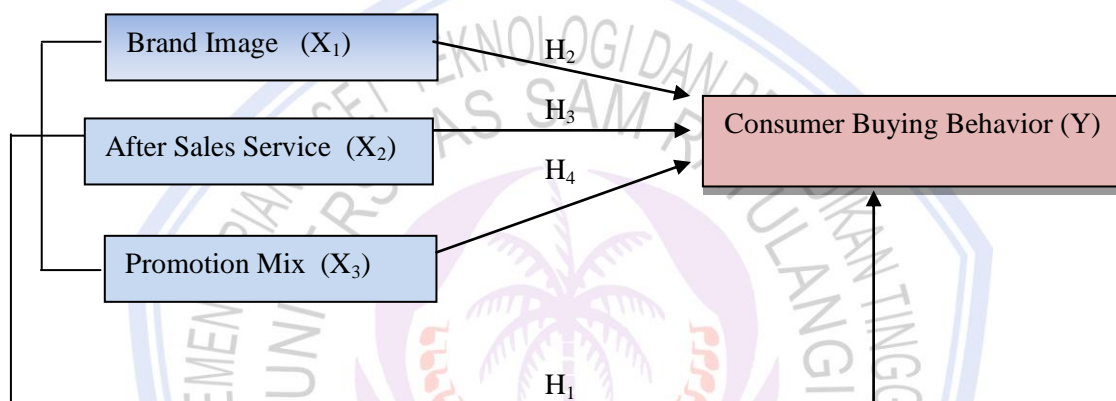 Brand Image (X₁)
H₂
H₃
Consumer Buying Behavior (Y)
After Sales Service (X₂)
H₄
Promotion Mix (X₃)
H₁